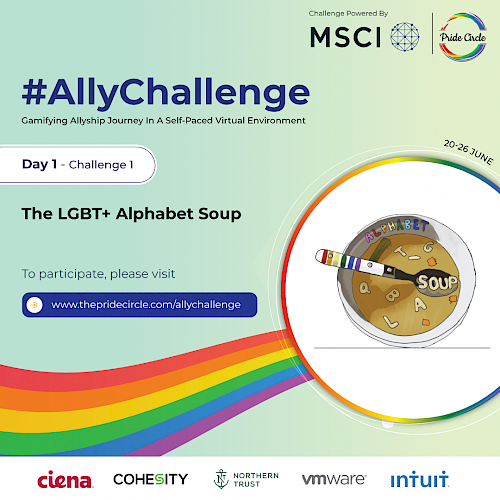 Challenge Powered By
MSCI
Pride Circle
#AllyChallenge
Gamifying Allyship Journey In A Self-Paced Virtual Environment
20-26 JUNE
Day 1 - Challenge 1
The LGBT+ Alphabet Soup
ALPHABET
T I G
SOUP
Q B
A
L
To participate, please visit
www.thepridecircle.com/allychallenge
ciena
COHESITY
NORTHERN
TRUST
vmware
intuit